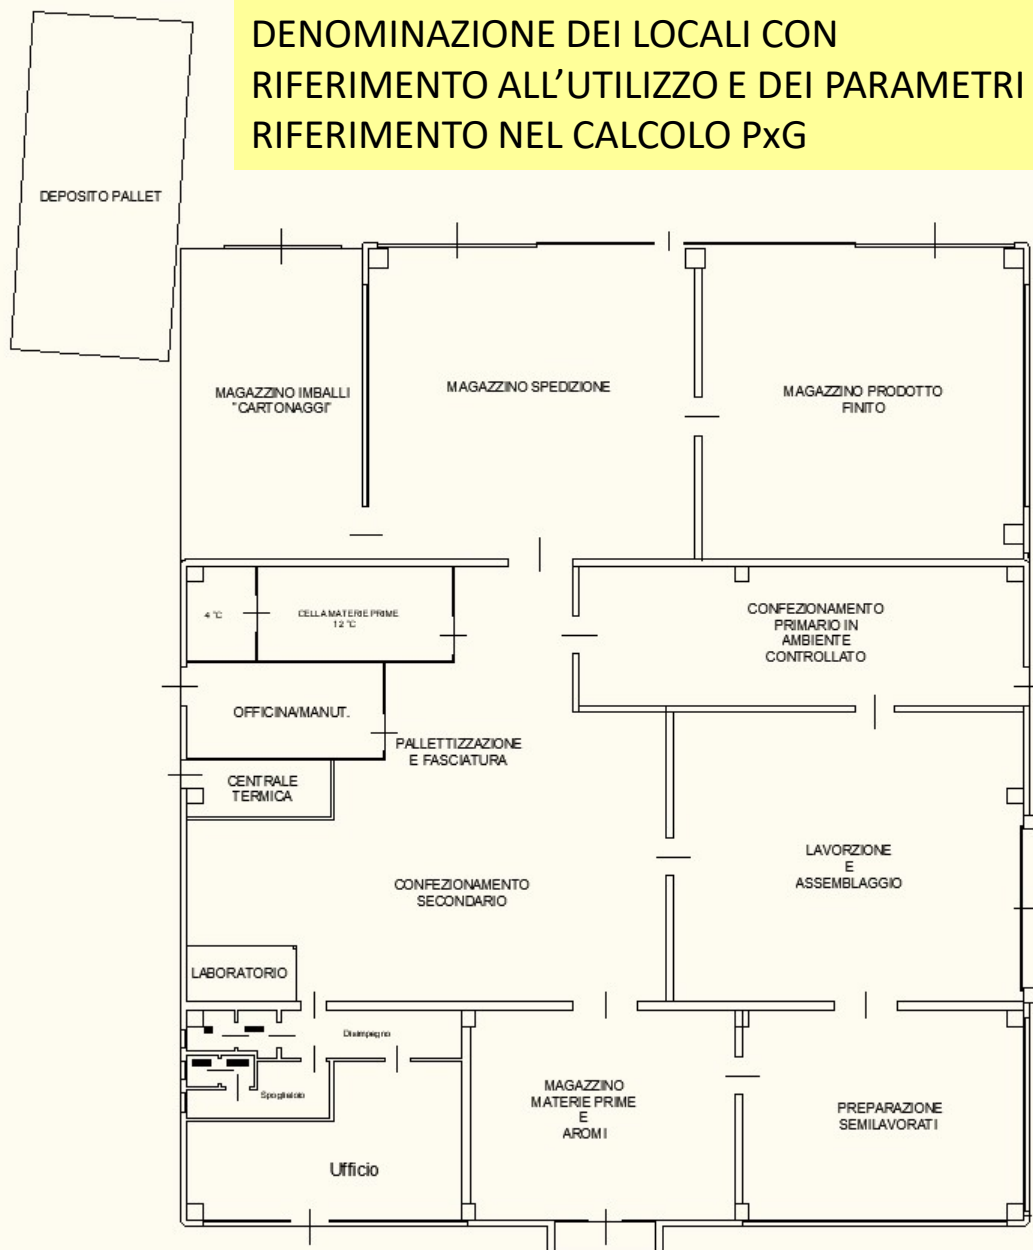 DENOMINAZIONE DEI LOCALI CON
RIFERIMENTO ALL'UTILIZZO E DEI PARAMETRI
RIFERIMENTO NEL CALCOLO PxG
DEPOSITO PALLET
MAGAZZINO IMBALLI
"CARTONAGGI"
MAGAZZINO SPEDIZIONE
MAGAZZINO PRODOTTO
FINITO
4 °C
CELLA MATERIE PRIME
12 °C
CONFEZIONAMENTO
PRIMARIO IN
AMBIENTE
CONTROLLATO
OFFICINA/MANUT.
PALLETTIZZAZIONE
E FASCIATURA
CENTRALE
TERMICA
LAVORZIONE
E
ASSEMBLAGGIO
CONFEZIONAMENTO
SECONDARIO
LABORATORIO
Disimpegno
Spogliatoio
MAGAZZINO
MATERIE PRIME
E
AROMI
PREPARAZIONE
SEMILAVORATI
Ufficio